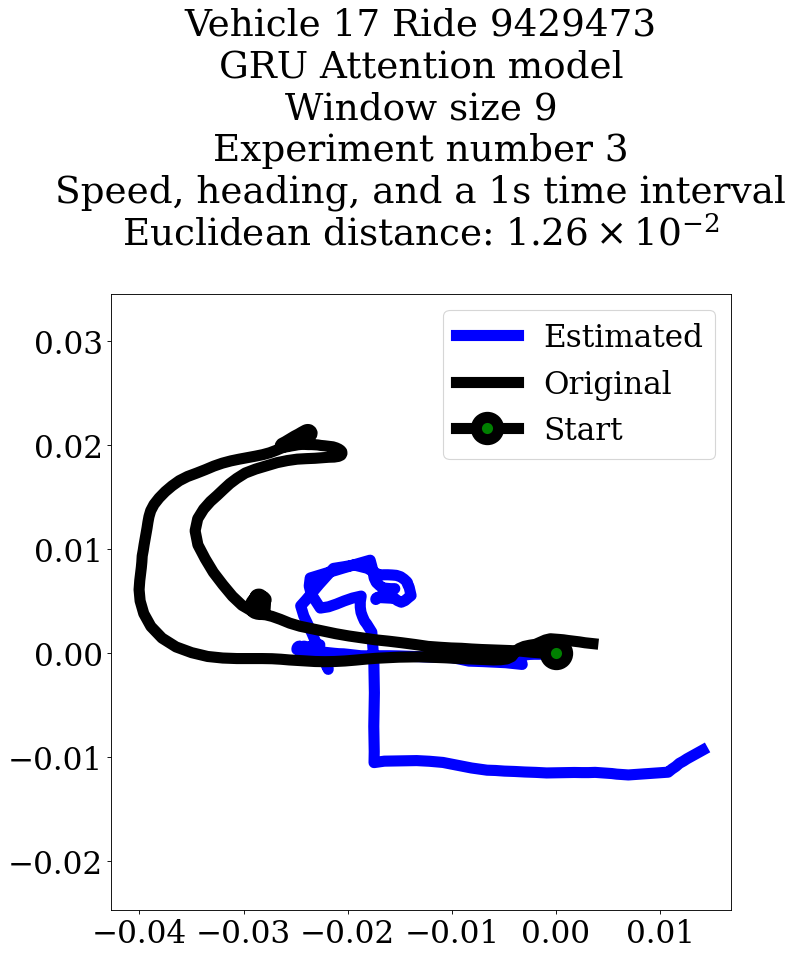 Vehicle 17 Ride 9429473
GRU Attention model
Window size 9
Experiment number 3
Speed, heading, and a 1s time interval
Euclidean distance: 1.26 × 10⁻²
Estimated
Original
Start
0.03
0.02
0.01
0.00
−0.01
−0.02
−0.04 −0.03 −0.02 −0.01 0.00 0.01